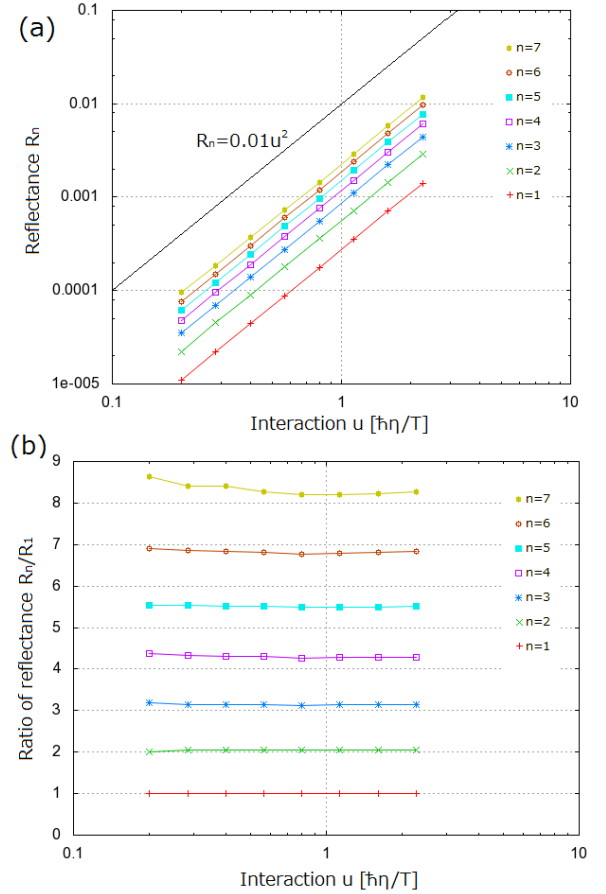 (a)
Reflectance Rₙ
0.1
0.01
0.001
0.0001
1e-005
Rₙ=0.01u²
n=7
n=6
n=5
n=4
n=3
n=2
n=1
0.1
1
10
Interaction u [ħη/T]
(b)
Ratio of reflectance Rₙ/R₁
9
8
7
6
5
4
3
2
1
0
n=7
n=6
n=5
n=4
n=3
n=2
n=1
0.1
1
10
Interaction u [ħη/T]